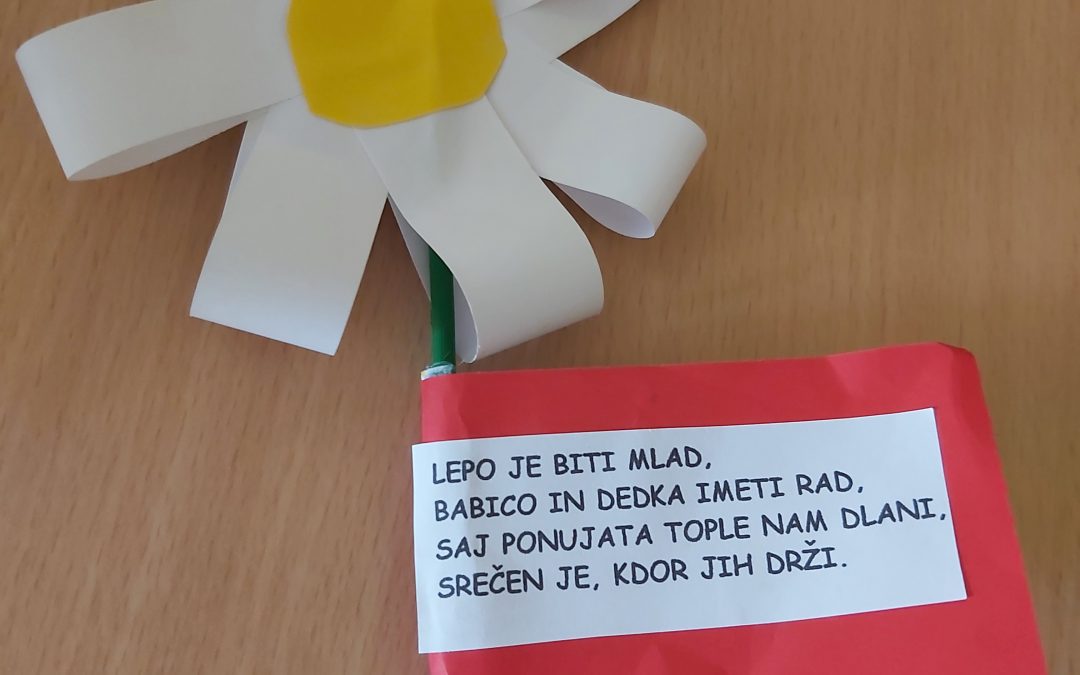 LEPO JE BITI MLAD,
BABICO IN DEDKA IMETI RAD,
SAJ PONUJATA TOPLE NAM DLANI,
SREČEN JE, KDOR JIH DRŽI.